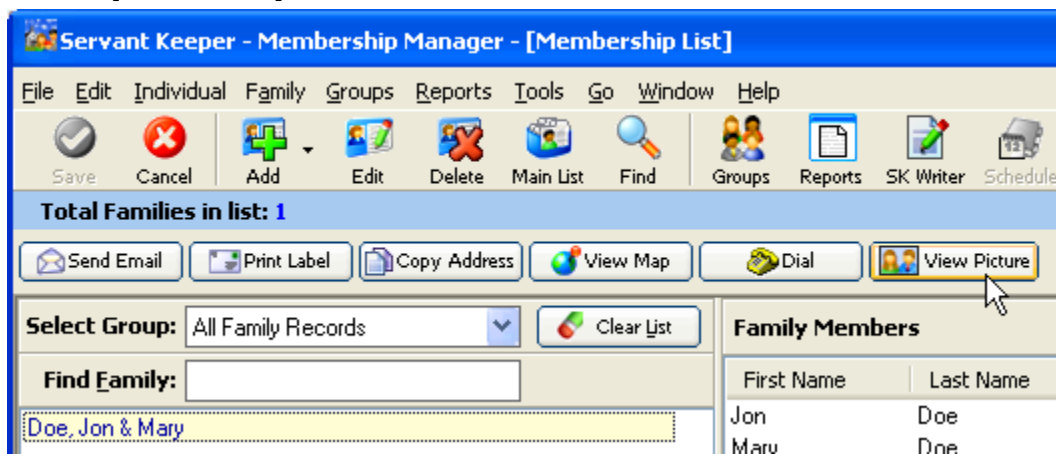 Servant Keeper - Membership Manager - [Membership List]
File Edit Individual Family Groups Reports Tools Go Window Help
Save Cancel Add Edit Delete Main List Find Groups Reports SK Writer Schedule
Total Families in list: 1
Send Email Print Label Copy Address View Map Dial View Picture
Select Group: All Family Records Clear List Family Members
Find Family: First Name Last Name
Doe, Jon & Mary Jon Doe
Mary Doe